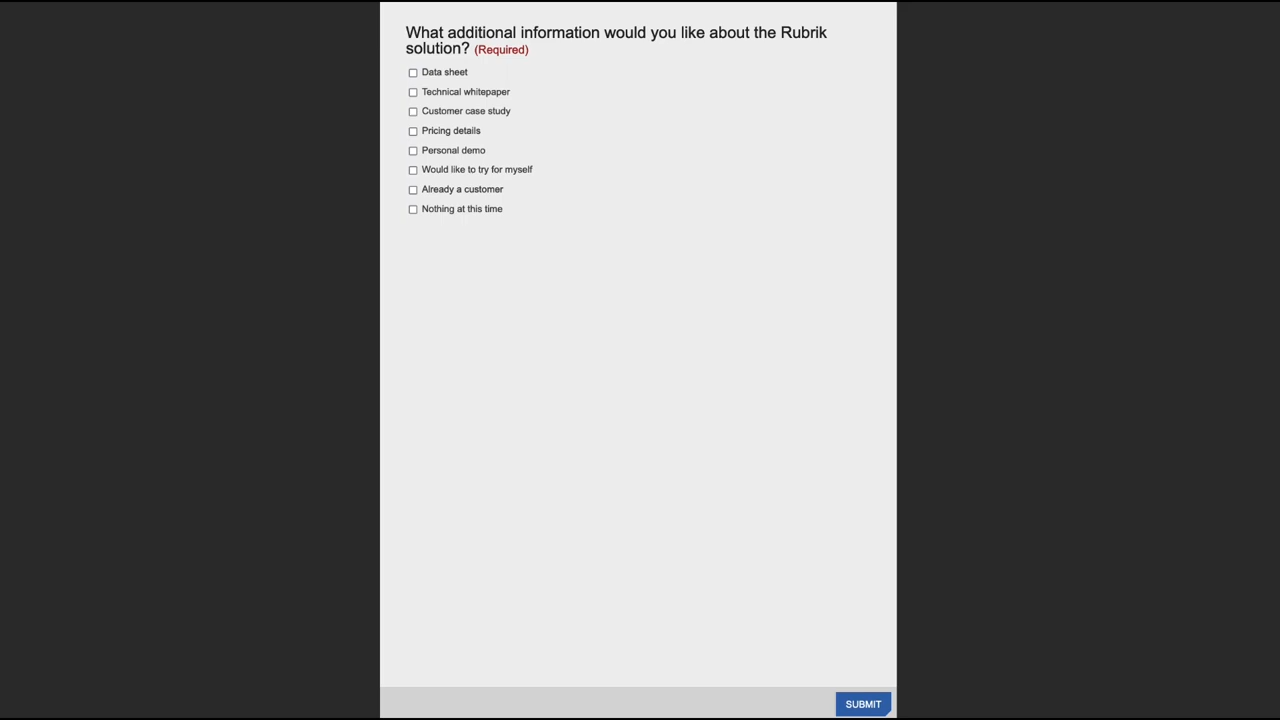 What additional information would you like about the Rubrik
solution? (Required)
Data sheet
Technical whitepaper
Customer case study
Pricing details
Personal demo
Would like to try for myself
Already a customer
Nothing at this time
SUBMIT